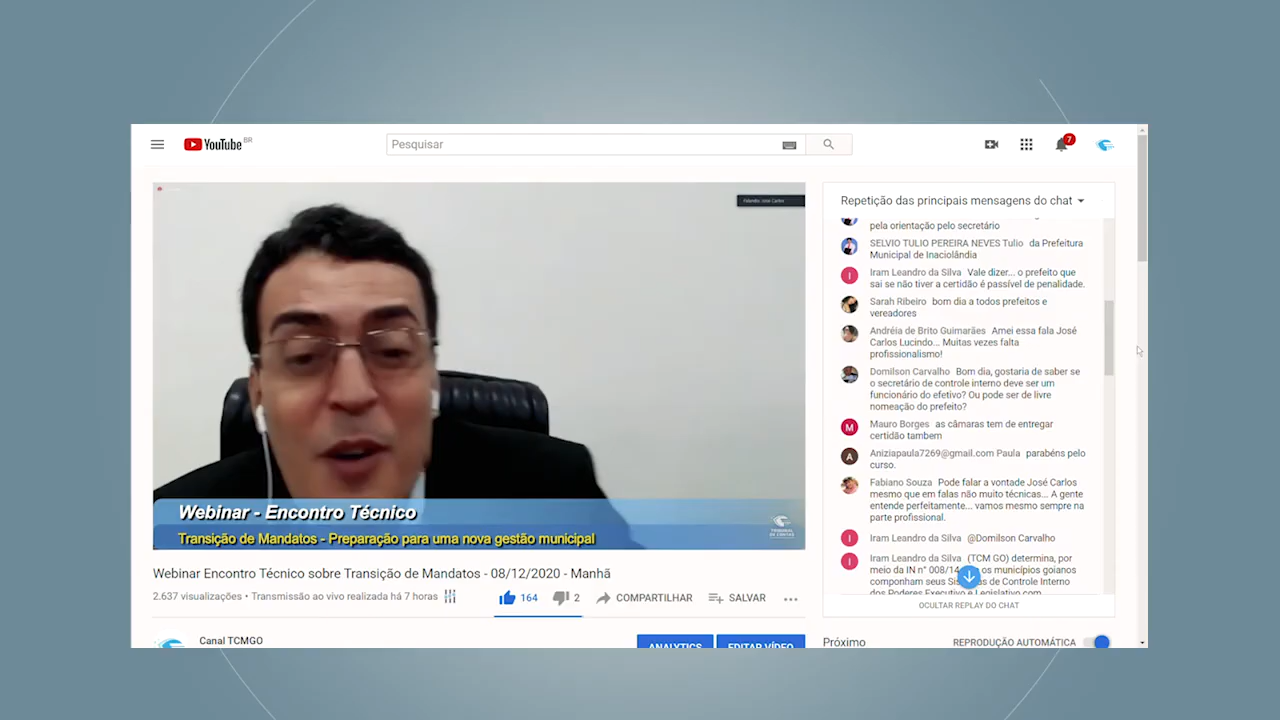 YouTube BR
Pesquisar
7
Webinar - Encontro Técnico
Transição de Mandatos - Preparação para uma nova gestão municipal
TRIBUNAL
DE CONTAS
Webinar Encontro Técnico sobre Transição de Mandatos - 08/12/2020 - Manhã
2.637 visualizações • Transmissão ao vivo realizada há 7 horas
164
2
COMPARTILHAR
SALVAR
Canal TCMGO
ANALYTICS
EDITAR VÍDEO
Repetição das principais mensagens do chat
pela orientação pelo secretário
SELVIO TULIO PEREIRA NEVES Tulio da Prefeitura
Municipal de Inaciolândia
I
Iram Leandro da Silva Vale dizer... o prefeito que
sai se não tiver a certidão é passível de penalidade.
Sarah Ribeiro bom dia a todos prefeitos e
vereadores
Andréia de Brito Guimarães Amei essa fala José
Carlos Lucindo... Muitas vezes falta
profissionalismo!
Domilson Carvalho Bom dia, gostaria de saber se
o secretário de controle interno deve ser um
funcionário do efetivo? Ou pode ser de livre
nomeação do prefeito?
M
Mauro Borges as câmaras tem de entregar
certidão tambem
A
Aniziapaula7269@gmail.com Paula parabéns pelo
curso.
Fabiano Souza Pode falar a vontade José Carlos
mesmo que em falas não muito técnicas... A gente
entende perfeitamente... vamos mesmo sempre na
parte profissional.
I
Iram Leandro da Silva @Domilson Carvalho
I
Iram Leandro da Silva (TCM GO) determina, por
meio da IN n° 008/14 os municípios goianos
componham seus de Controle Interno
dos Poderes Executivo e Legislativo com
OCULTAR REPLAY DO CHAT
Próximo
REPRODUÇÃO AUTOMÁTICA